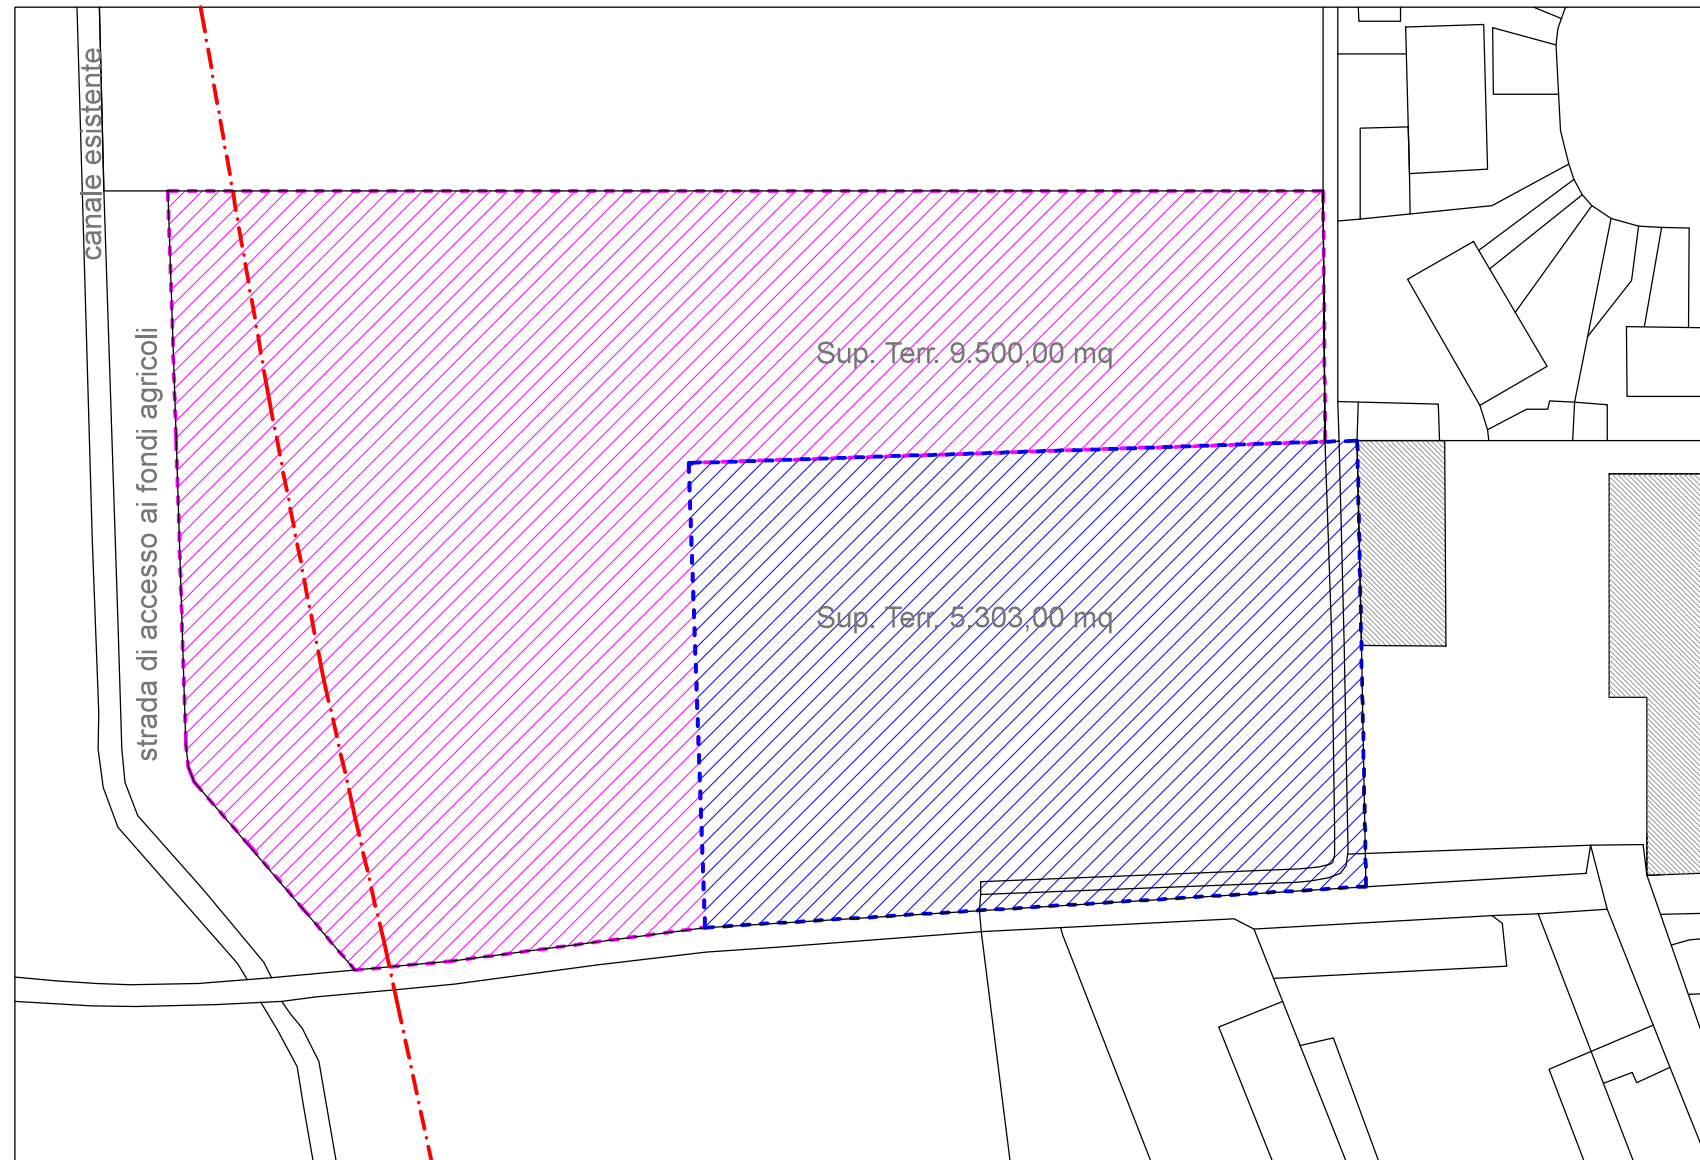 canale esistente
strada di accesso ai fondi agricoli
Sup. Terr. 9.500,00 mq
Sup. Terr. 5.303,00 mq